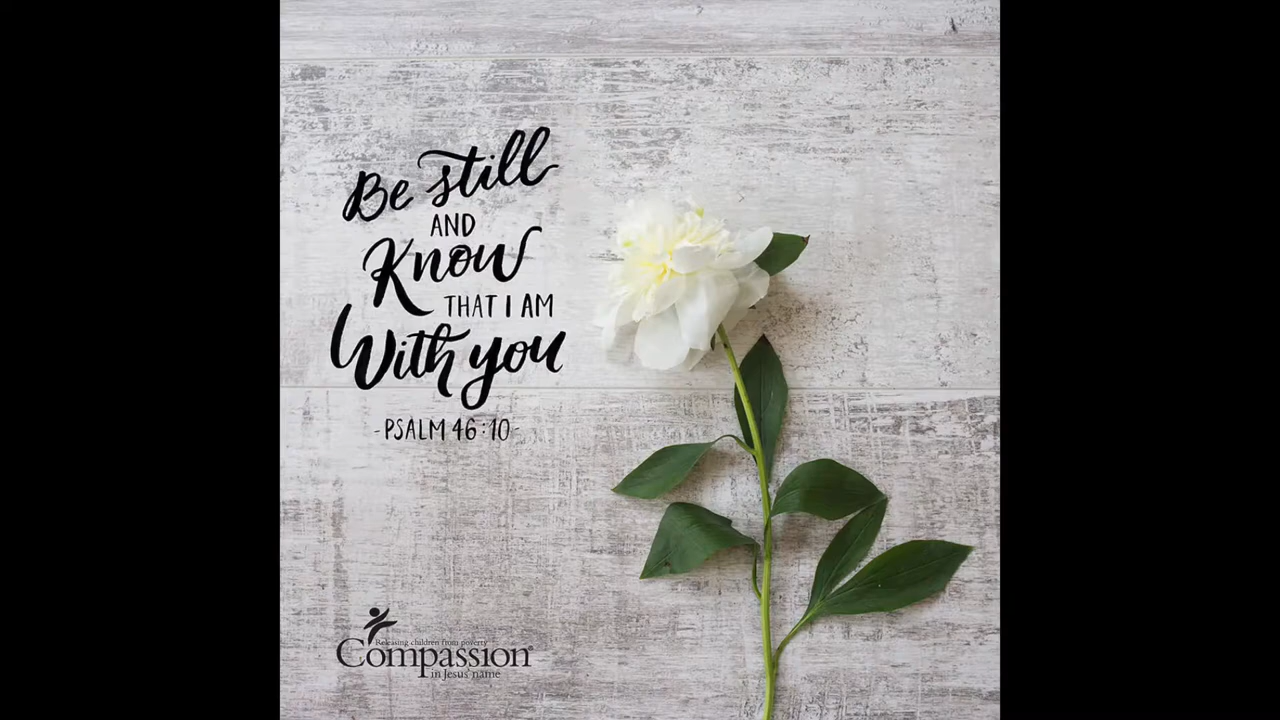 Be still
AND
Know
THAT I AM
With you
-PSALM 46:10-
Releasing children from poverty
Compassion®
in Jesus' name